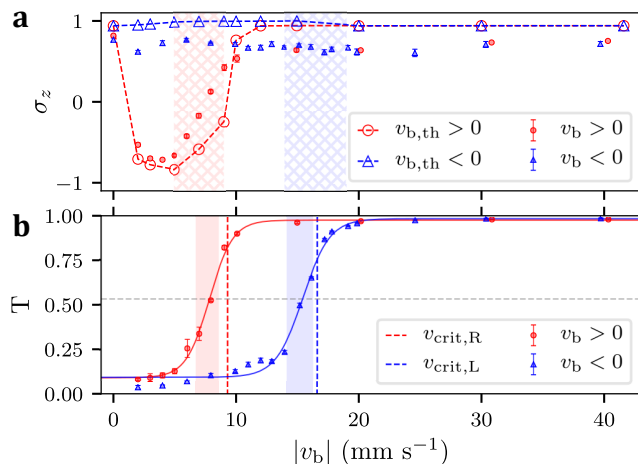 a
1
0
−1
σz
vb,th > 0
vb > 0
vb,th < 0
vb < 0
b
1.00
0.75
0.50
0.25
0.00
T
vcrit,R
vb > 0
vcrit,L
vb < 0
0
10
20
30
40
|vb| (mm s⁻¹)